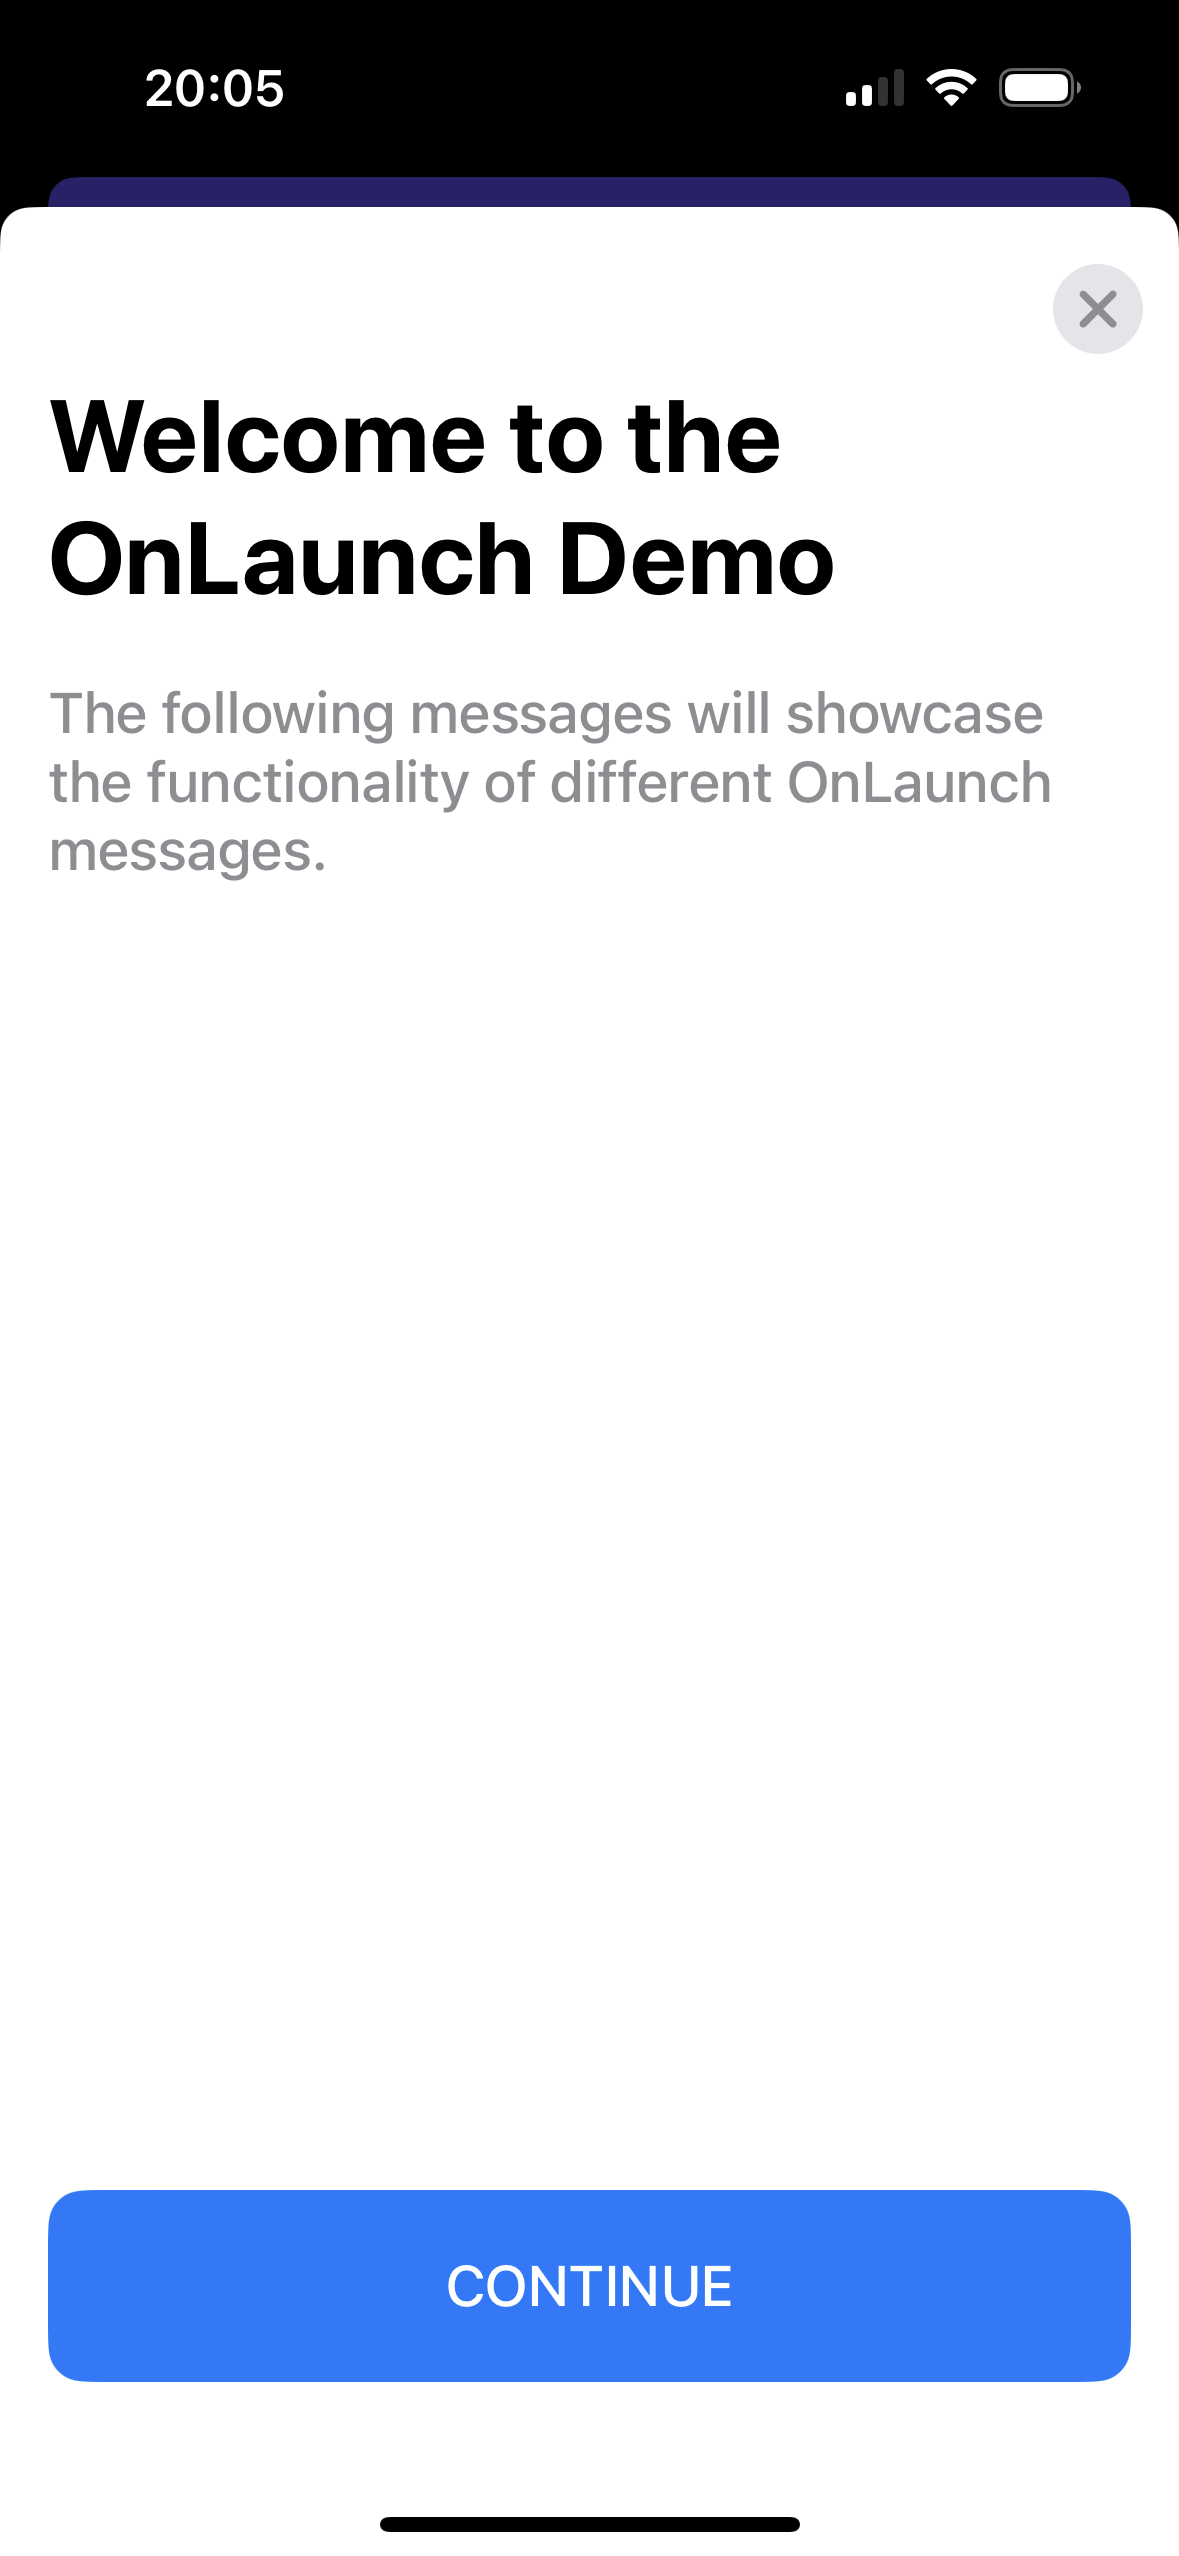 20:05
Welcome to the
OnLaunch Demo
The following messages will showcase
the functionality of different OnLaunch
messages.
CONTINUE